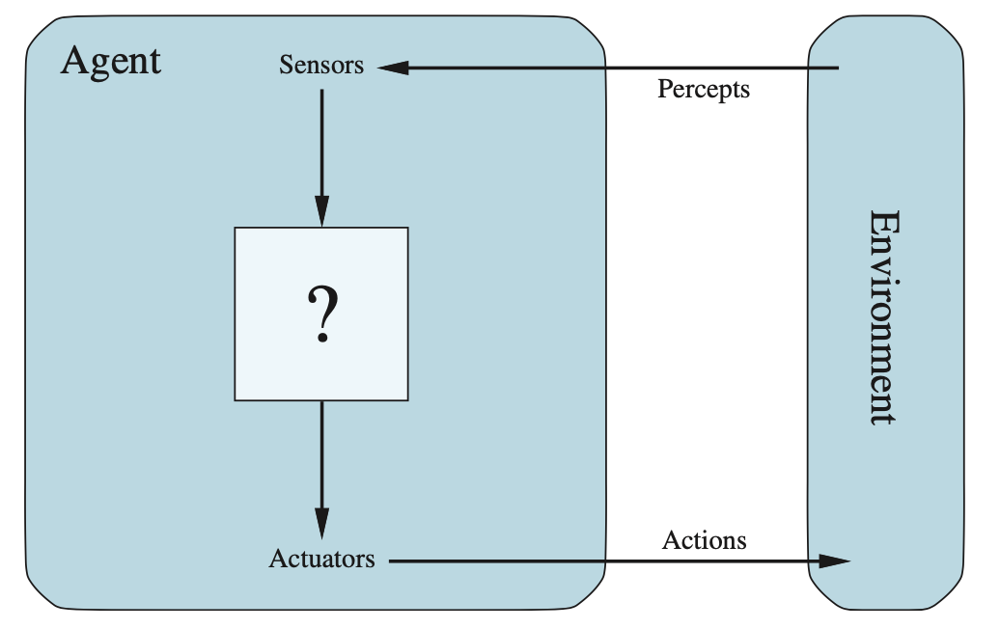 Agent
Sensors
Percepts
?
Environment
Actions
Actuators